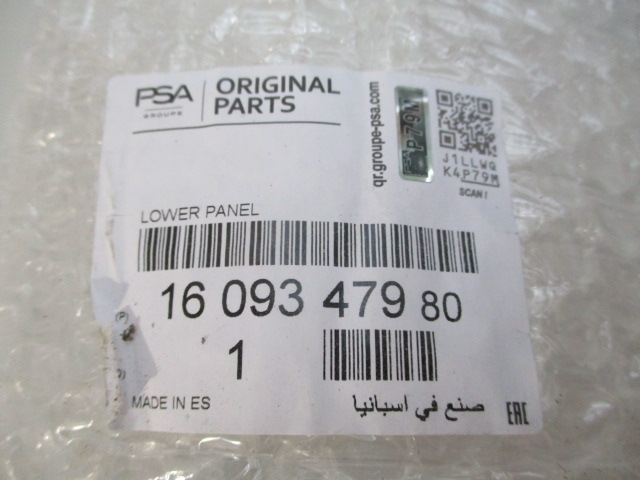 PSA
GROUPE
ORIGINAL
PARTS
qr.groupe-psa.com
P79M
J1LLWQ
K4P79M
SCAN!
LOWER PANEL
16 093 479 80
1
MADE IN ES
صنع في اسبانيا
EAC